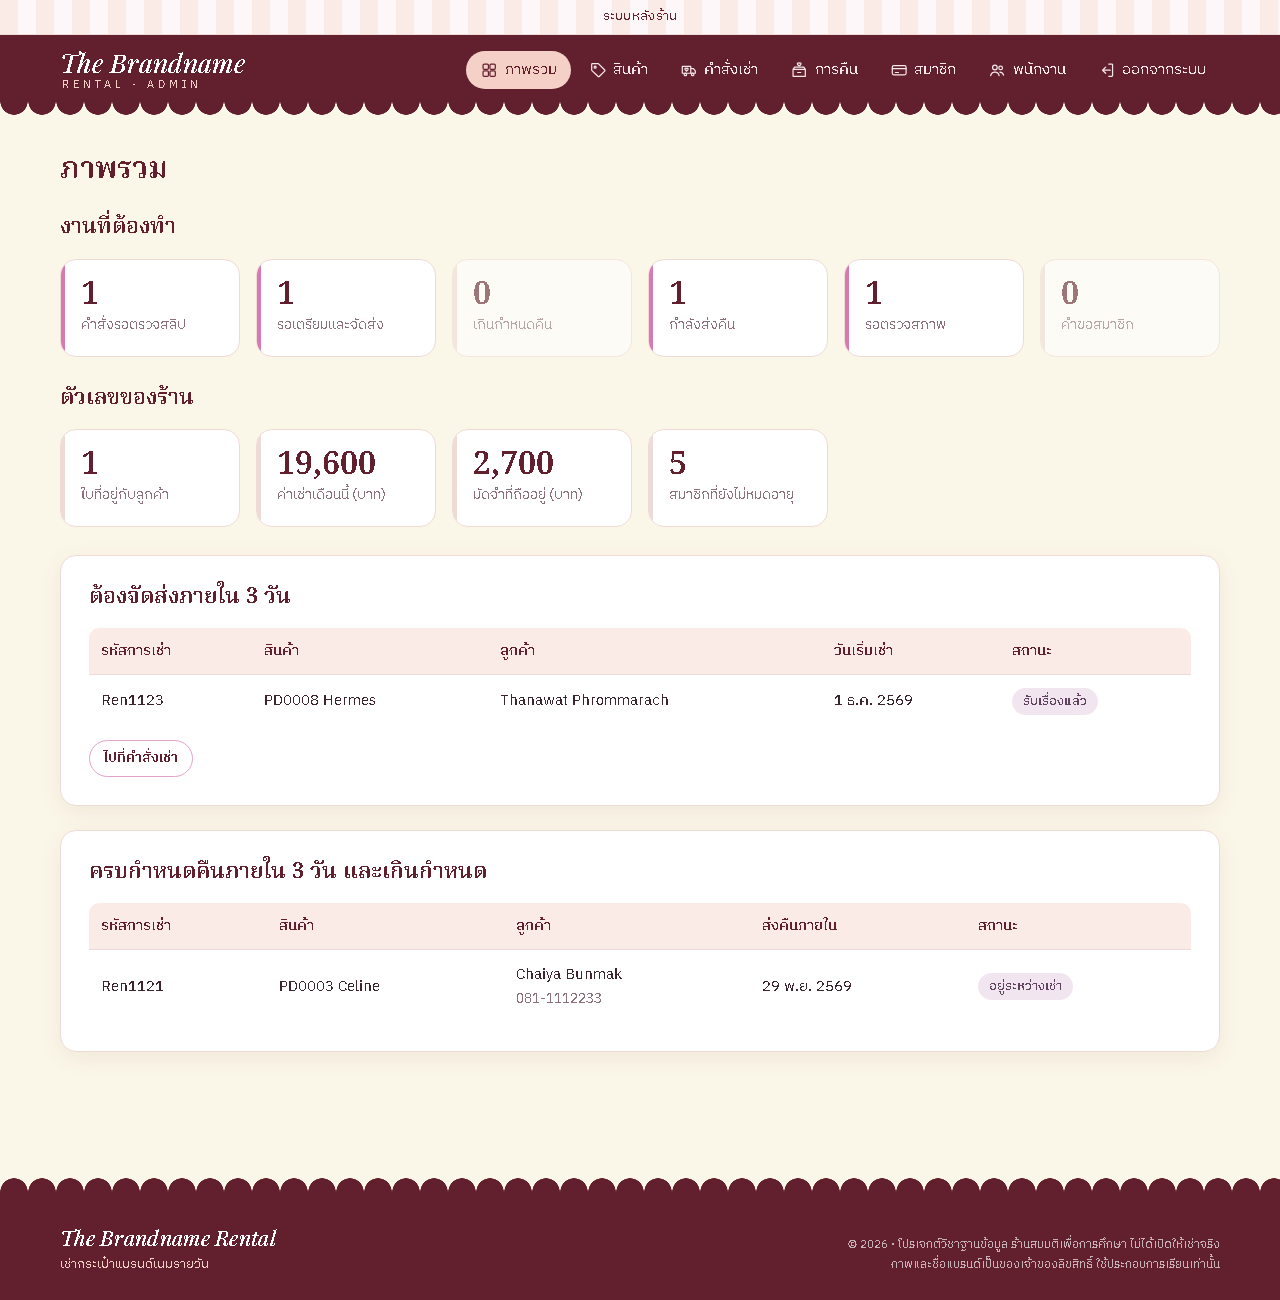 ระบบหลังร้าน
The Brandname
RENTAL · ADMIN
ภาพรวม
สินค้า
คำสั่งเช่า
การคืน
สมาชิก
พนักงาน
ออกจากระบบ
ภาพรวม
งานที่ต้องทำ
1
คำสั่งรอตรวจสลิป
1
รอเตรียมและจัดส่ง
0
เกินกำหนดคืน
1
กำลังส่งคืน
1
รอตรวจสภาพ
0
คำขอสมาชิก
ตัวเลขของร้าน
1
ใบที่อยู่กับลูกค้า
19,600
ค่าเช่าเดือนนี้ (บาท)
2,700
มัดจำที่ถืออยู่ (บาท)
5
สมาชิกที่ยังไม่หมดอายุ
ต้องจัดส่งภายใน 3 วัน
รหัสการเช่า สินค้า ลูกค้า วันเริ่มเช่า สถานะ
Ren1123 PD0008 Hermes Thanawat Phrommarach 1 ธ.ค. 2569 รับเรื่องแล้ว
ไปที่คำสั่งเช่า
ครบกำหนดคืนภายใน 3 วัน และเกินกำหนด
รหัสการเช่า สินค้า ลูกค้า ส่งคืนภายใน สถานะ
Ren1121 PD0003 Celine Chaiya Bunmak 29 พ.ย. 2569 อยู่ระหว่างเช่า
081-1112233
The Brandname Rental
เช่ากระเป๋าแบรนด์เนมรายวัน
© 2026 · โปรเจกต์วิชาฐานข้อมูล ร้านสมมติเพื่อการศึกษา ไม่ได้เปิดให้เช่าจริง
ภาพและชื่อแบรนด์เป็นของเจ้าของลิขสิทธิ์ ใช้ประกอบการเรียนเท่านั้น